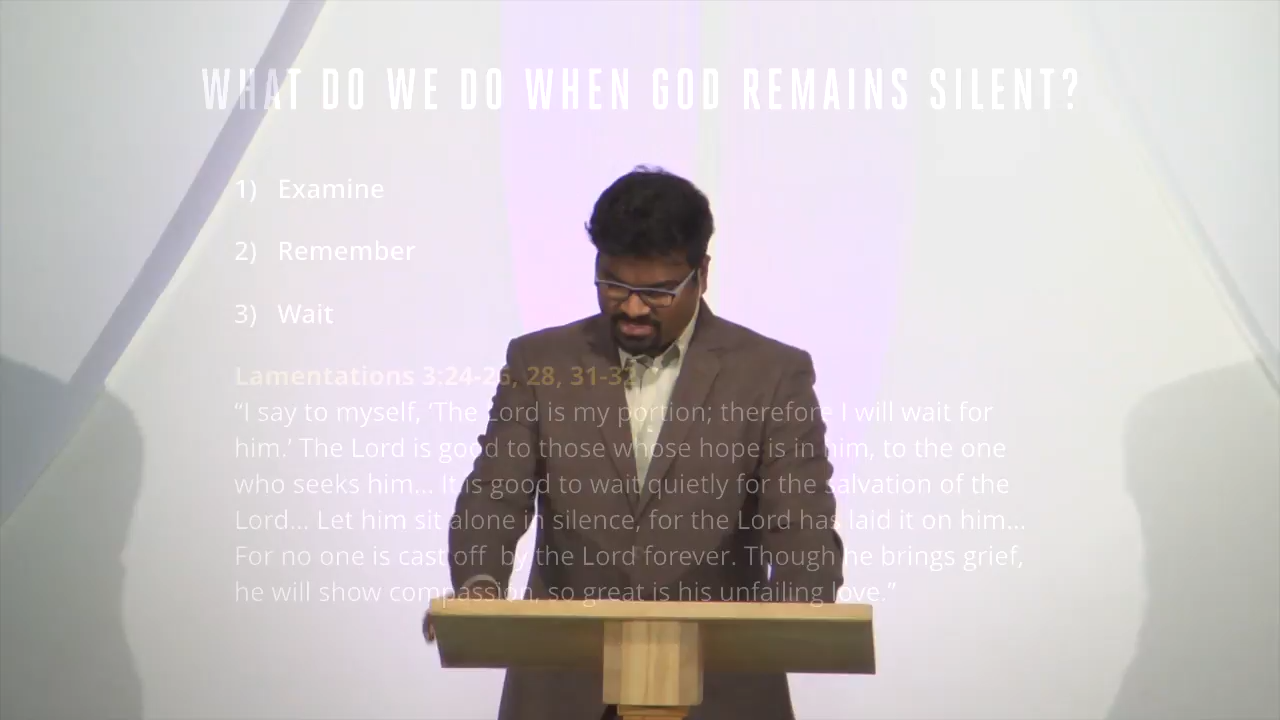 WHAT DO WE DO WHEN GOD REMAINS SILENT?
1) Examine
2) Remember
3) Wait
Lamentations 3:24-26, 28, 31-32
“I say to myself, ‘The Lord is my portion; therefore I will wait for
him.’ The Lord is good to those whose hope is in him, to the one
who seeks him... It is good to wait quietly for the salvation of the
Lord... Let him sit alone in silence, for the Lord has laid it on him...
For no one is cast off by the Lord forever. Though he brings grief,
he will show compassion, so great is his unfailing love.”